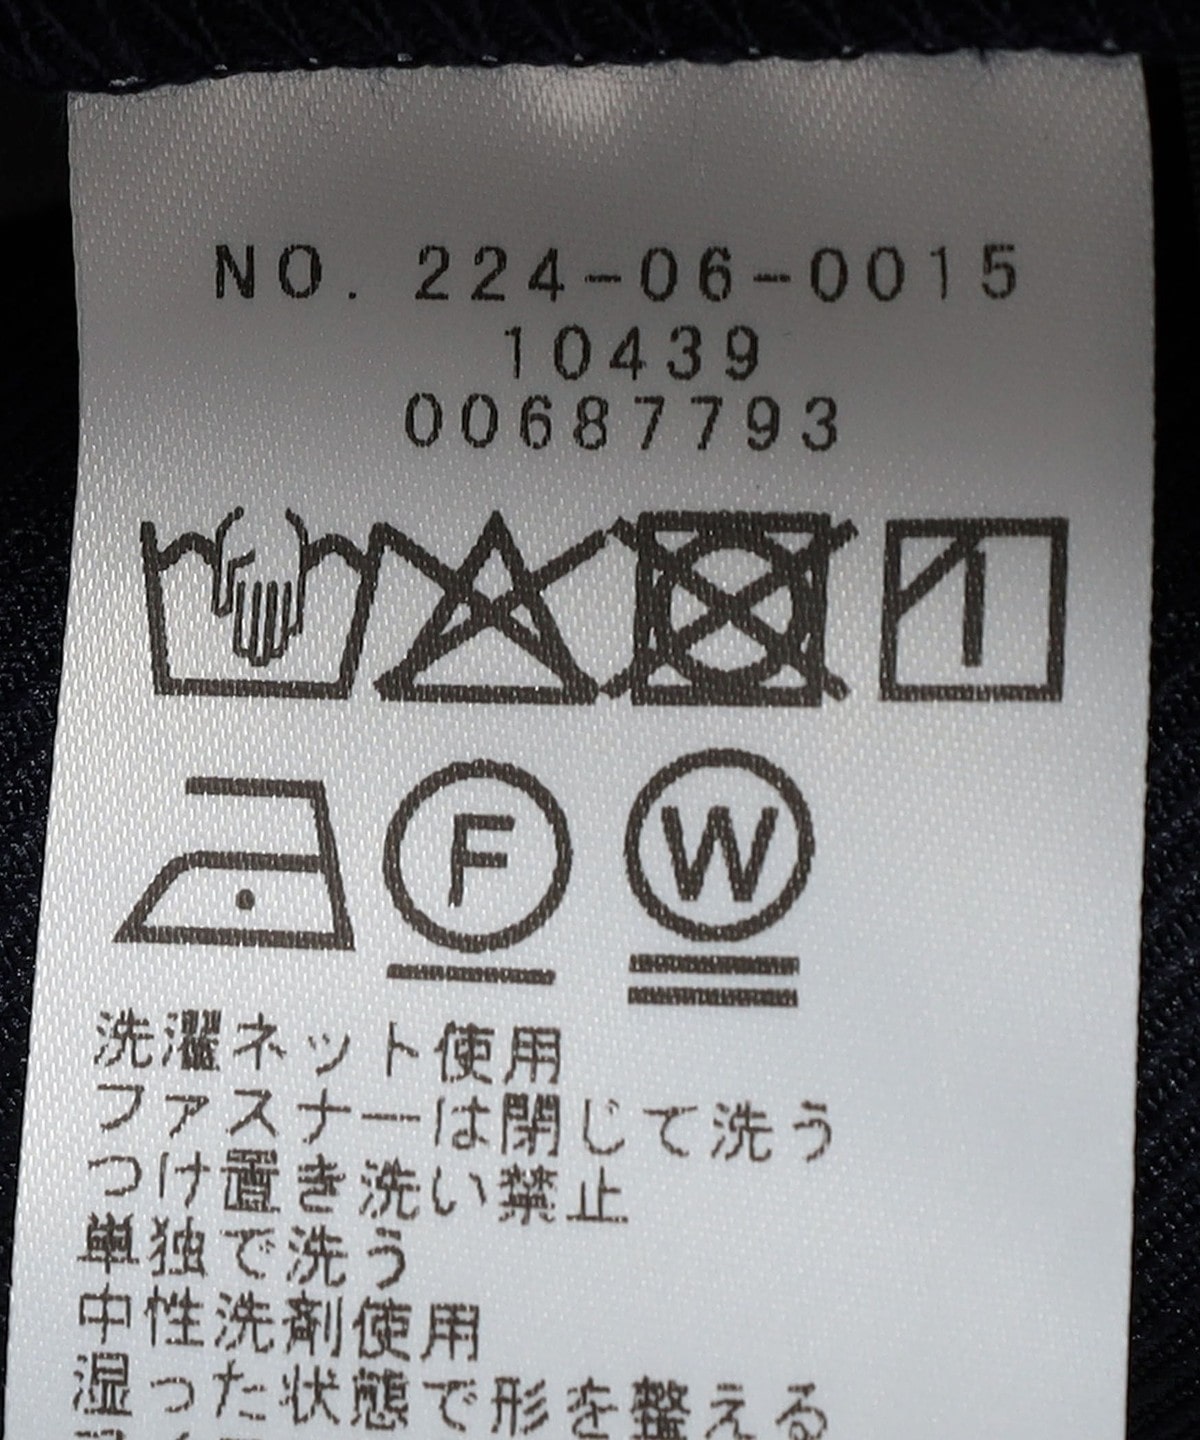 NO. 224-06-0015
10439
00687793
F W
洗濯ネット使用
ファスナーは閉じて洗う
つけ置き洗い禁止
単独で洗う
中性洗剤使用
湿った状態で形を整える